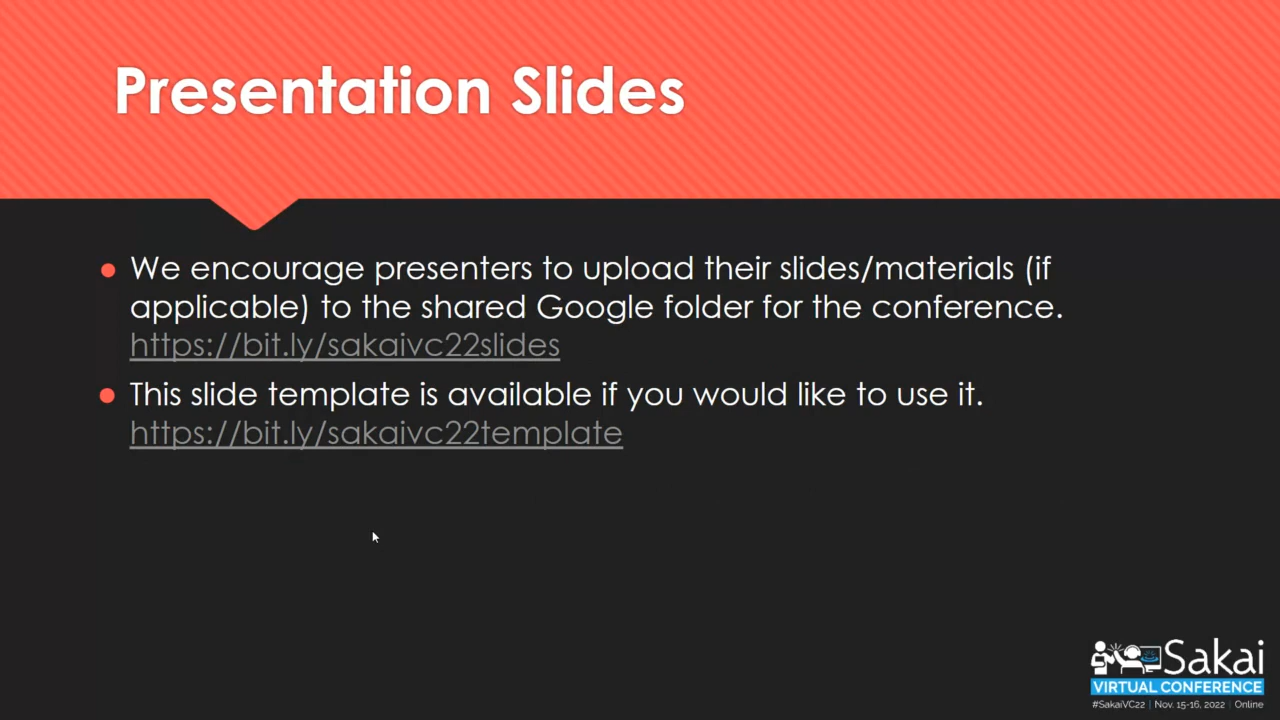 Presentation Slides
We encourage presenters to upload their slides/materials (if
applicable) to the shared Google folder for the conference.
https://bit.ly/sakaivc22slides
This slide template is available if you would like to use it.
https://bit.ly/sakaivc22template
Sakai
VIRTUAL CONFERENCE
#SakaiVC22 | Nov. 15-16, 2022 | Online